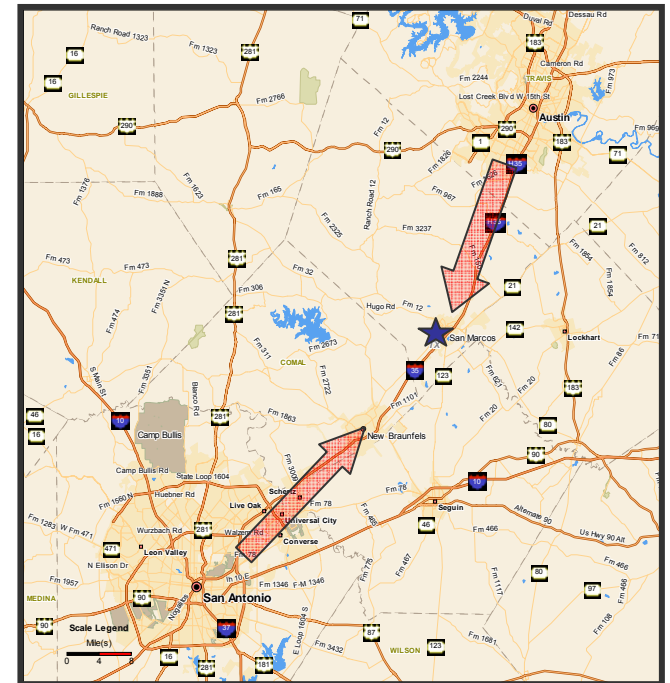 Dessau Rd
Duval Rd
71
Ranch Road 1323
Fm 1323
281
183
16
Cameron Rd
16
Fm 2244
TRAVIS
Fm 973
GILLESPIE
Fm 2766
Lost Creek Blvd W 15th St
Austin
290
Fm 12
290
Fm 969
290
1
183
71
Fm 1826
Fm 1376
Fm 1888
Fm 1623
Fm 165
Ranch Road 12
Fm 967
Fm 2325
Fm 3237
21
Fm 473
Fm 473
281
Fm 32
Fm 1854
Fm 812
KENDALL
Fm 3351 N
Fm 306
21
Fm 1854
Fm 474
281
Hugo Rd
Fm 12
142
San Marcos
TX
Lockhart
Fm 311
Fm 2673
COMAL
Fm 86
Fm 71
S Main St
Fm 3351
Fm 2722
35
123
Fm 621
Fm 20
183
Blanco Rd
Fm 1101
46
10
281
Fm 1863
Fm 20
80
16
Camp Bullis
New Braunfels
90
Camp Bullis Rd
State Loop 1604
Fm 3009
10
Fm 1560 N
Huebner Rd
Schertz
Fm 78
Fm 78
Seguin
Live Oak
Fm 465
Alternate 90
Fm 1283
W Fm 471
Wurzbach Rd
281
Walzem Rd
Universal City
46
Fm 466
Us Hwy 90 Alt
471
Leon Valley
Converse
Fm 78
N Ellison Dr
Fm 775
Fm 467
Fm 1957
Ih 10 E
Fm 1346
F-M 1346
Fm 1117
80
97
Fm 466
MEDINA
90
San Antonio
Nogalitos
90
Scale Legend
37
E Loop 1604 S
87
Fm 108
Mile(s)
Fm 3432
WILSON
123
Fm 1681
0 4 8
16
281
181